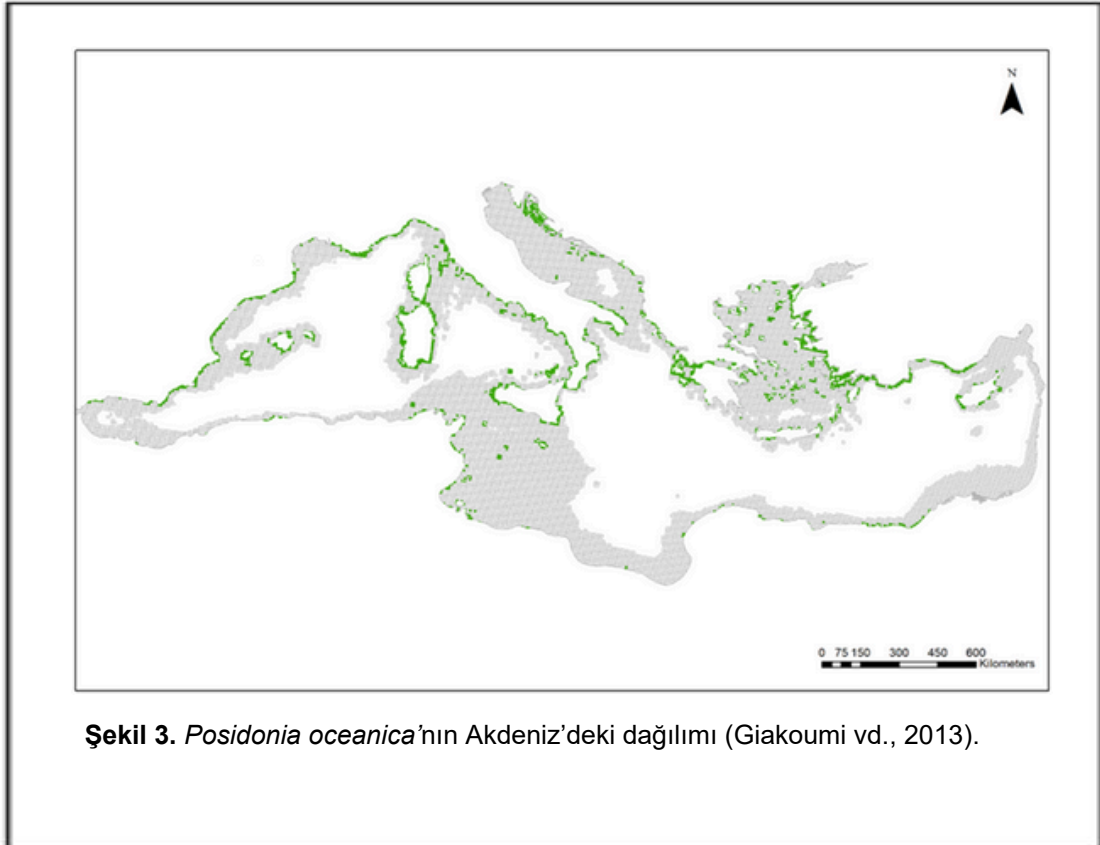 N
0 75 150 300 450 600
Kilometers
Şekil 3. Posidonia oceanica’nın Akdeniz’deki dağılımı (Giakoumi vd., 2013).